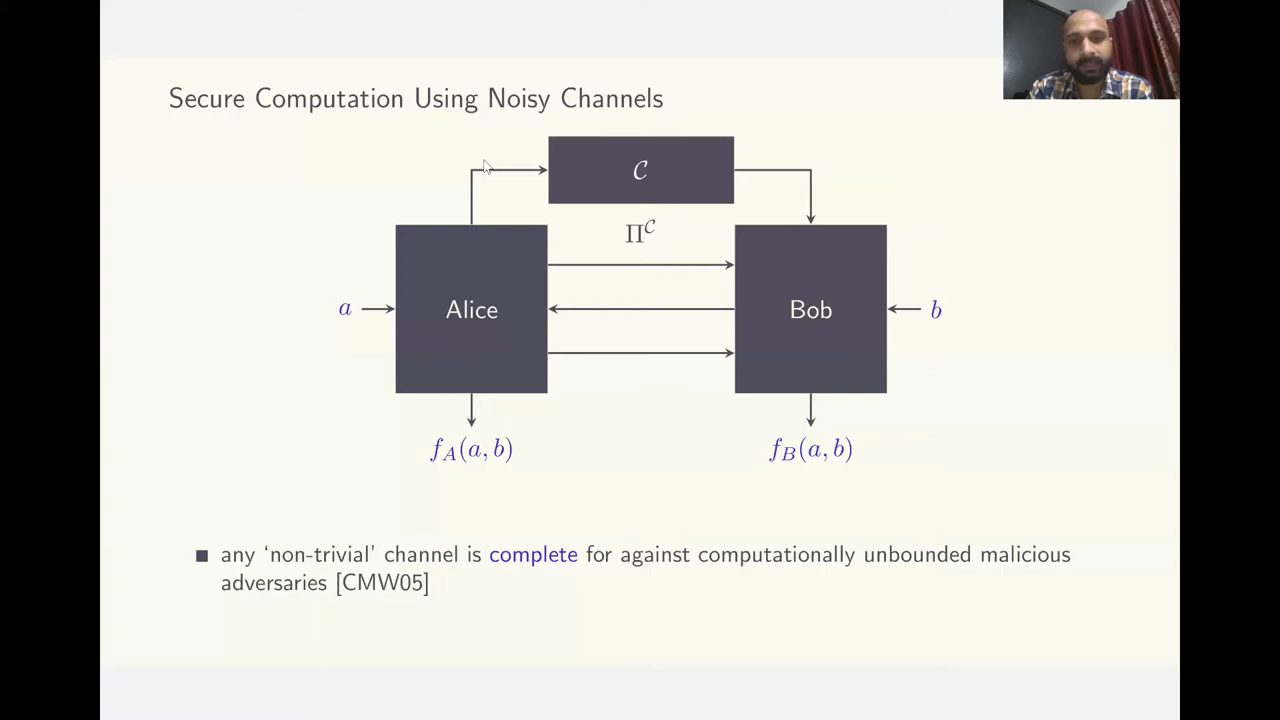 Secure Computation Using Noisy Channels
𝒞
Π^𝒞
a
Alice
Bob
b
f_A(a, b)
f_B(a, b)
any ‘non-trivial’ channel is complete for against computationally unbounded malicious
adversaries [CMW05]